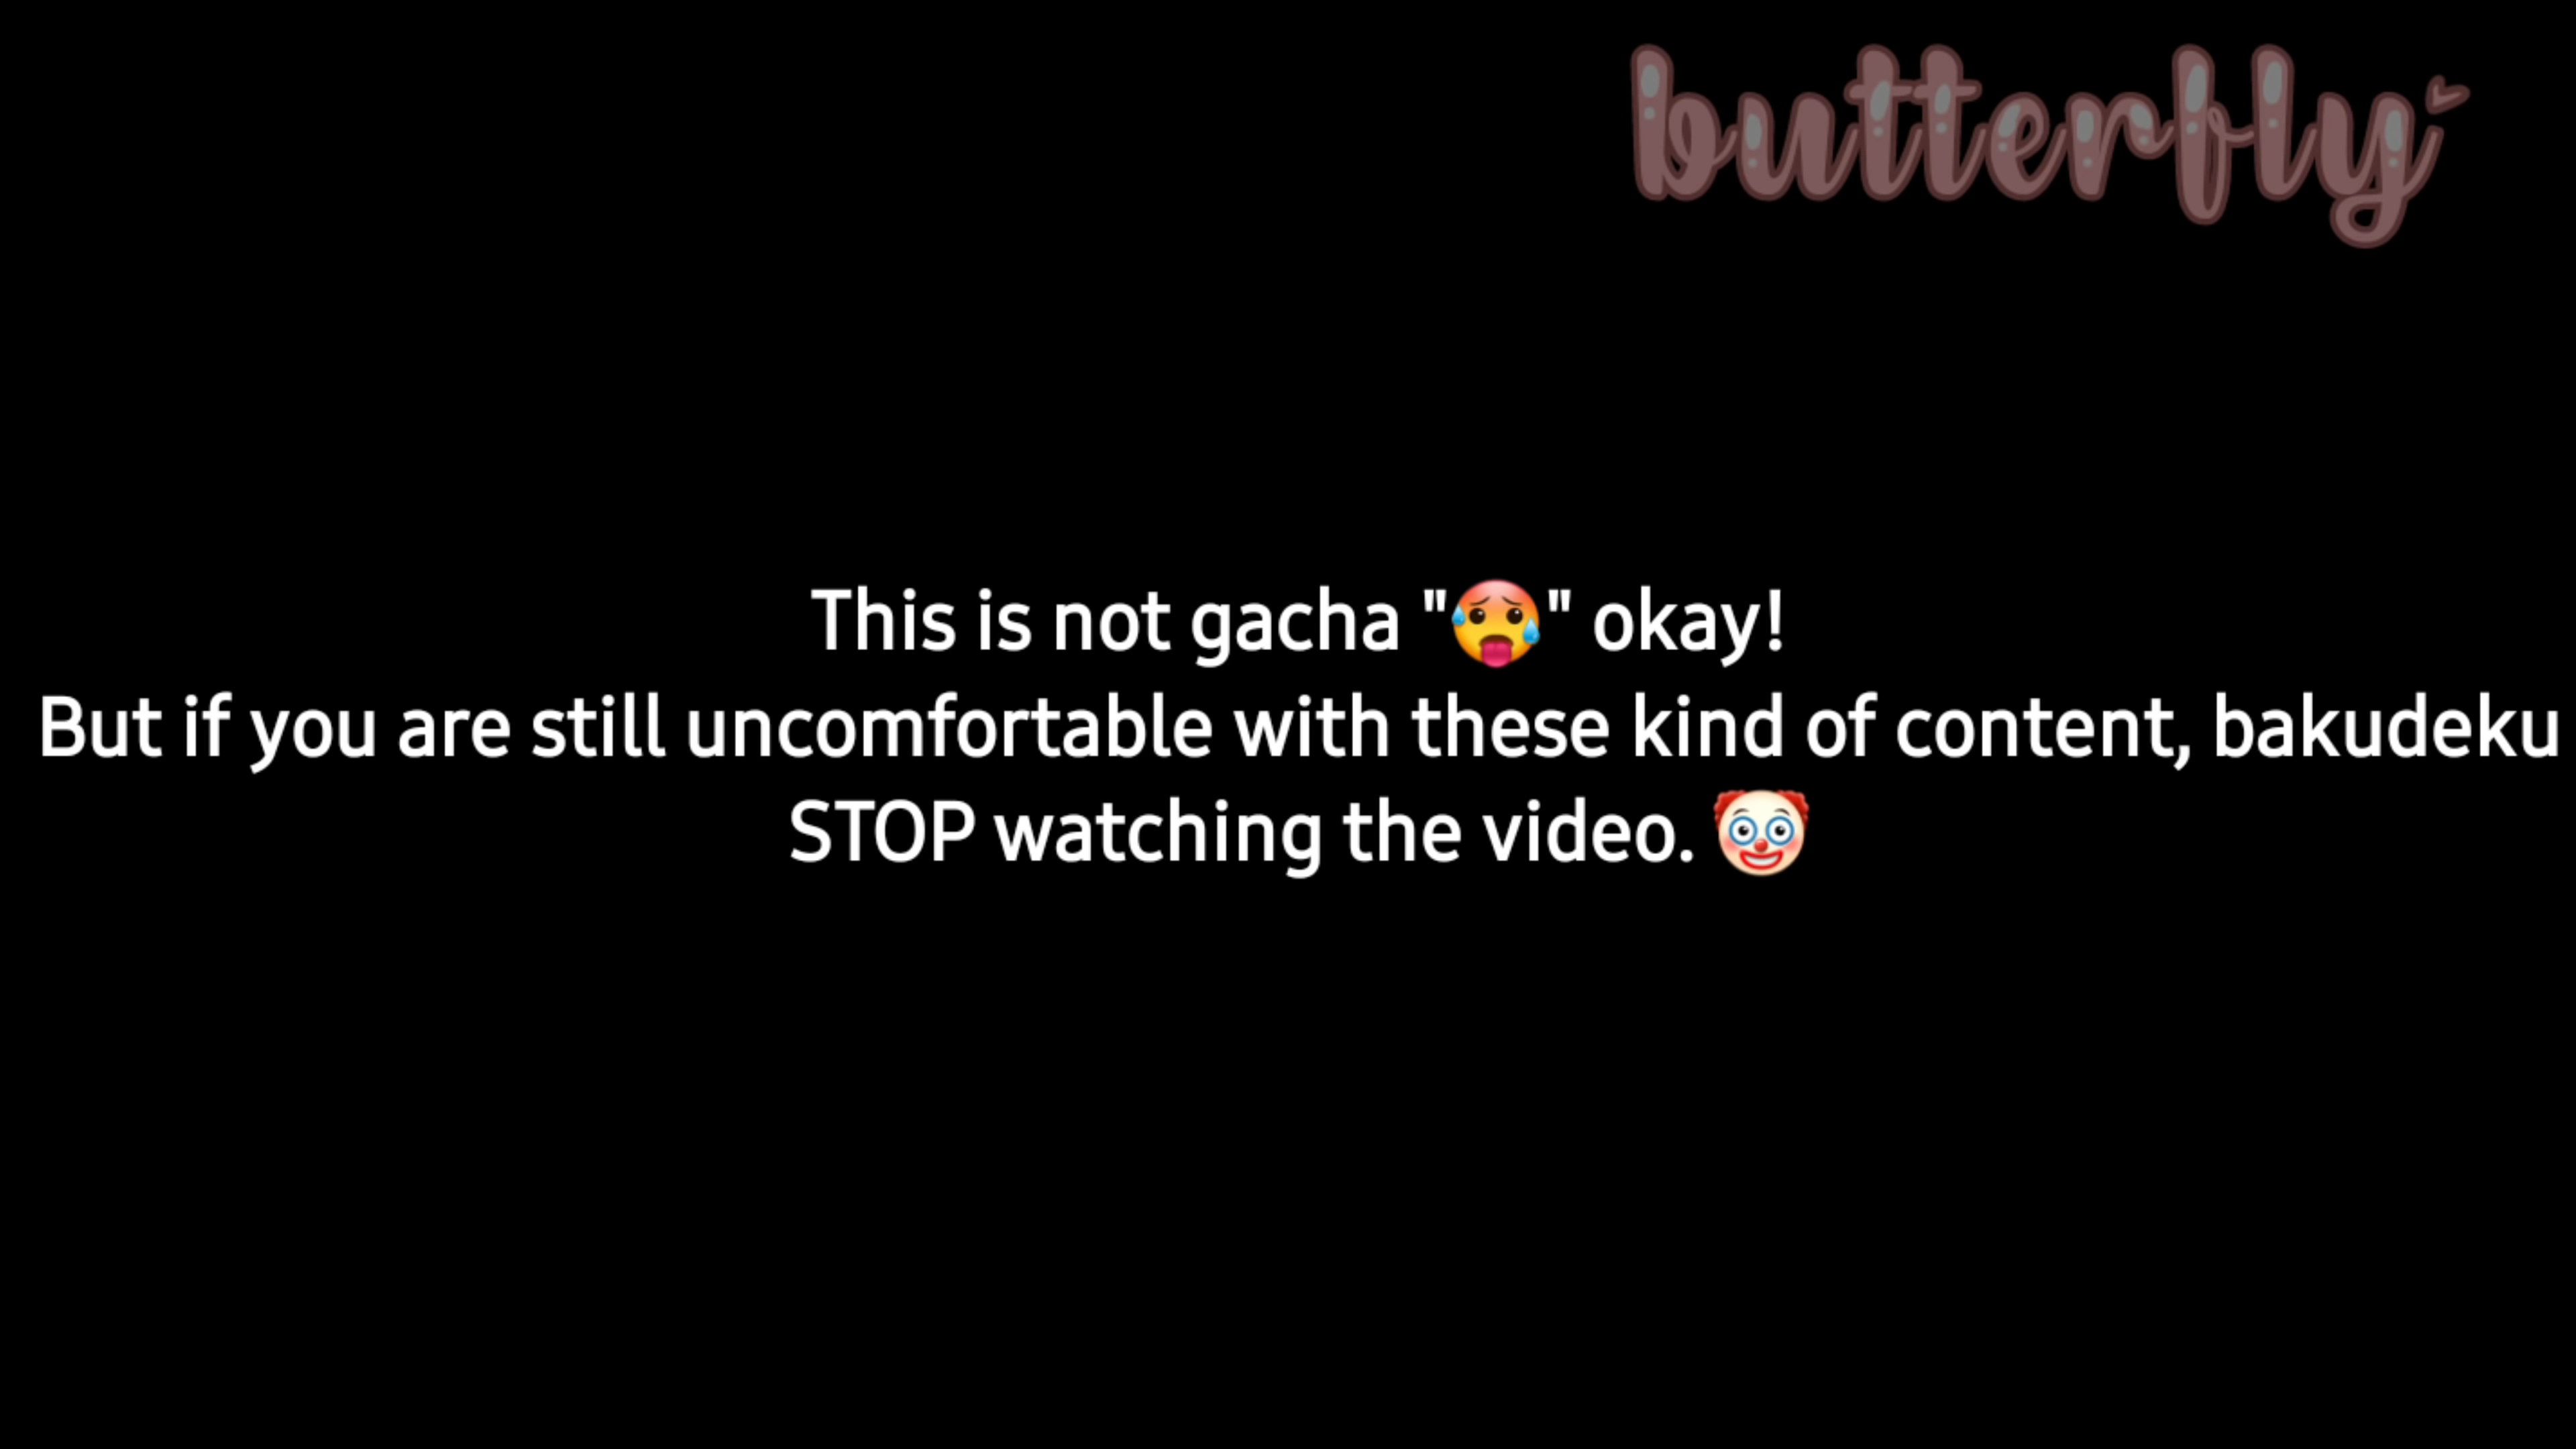 butterfly
This is not gacha "🥵" okay!
But if you are still uncomfortable with these kind of content, bakudeku
STOP watching the video. 🤡